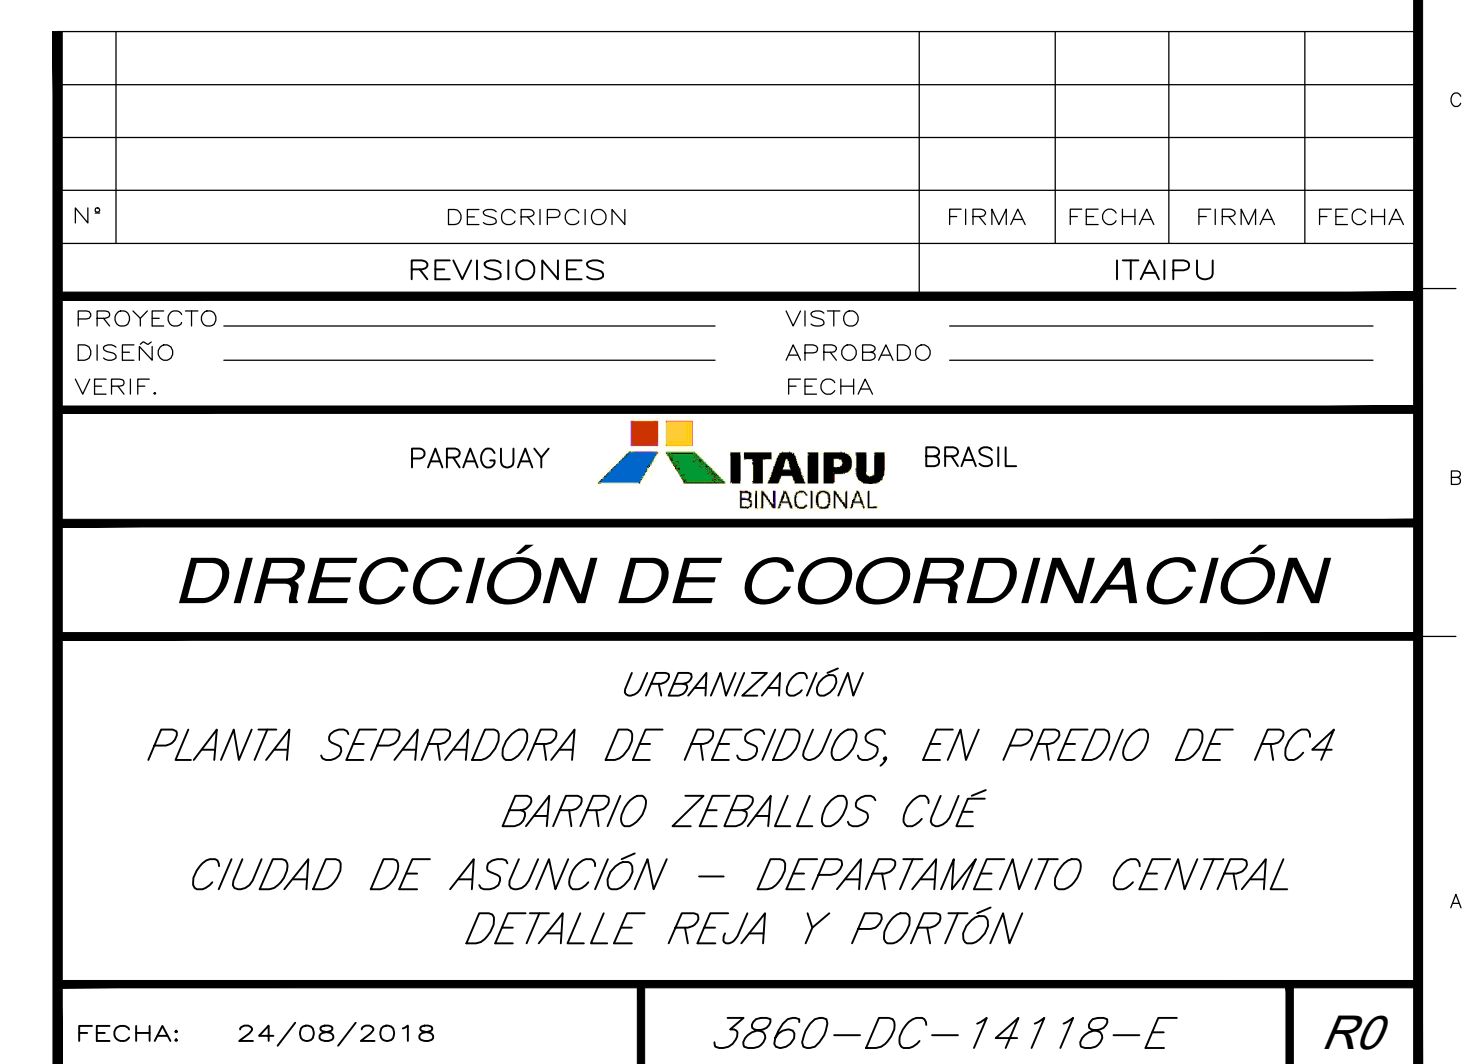 C
Nº DESCRIPCION FIRMA FECHA FIRMA FECHA
REVISIONES ITAIPU
PROYECTO VISTO
DISEÑO APROBADO
VERIF. FECHA
PARAGUAY ITAIPU BINACIONAL BRASIL
B
DIRECCIÓN DE COORDINACIÓN
URBANIZACIÓN
PLANTA SEPARADORA DE RESIDUOS, EN PREDIO DE RC4
BARRIO ZEBALLOS CUÉ
CIUDAD DE ASUNCIÓN – DEPARTAMENTO CENTRAL
A
DETALLE REJA Y PORTÓN
FECHA: 24/08/2018 3860-DC-14118-E R0